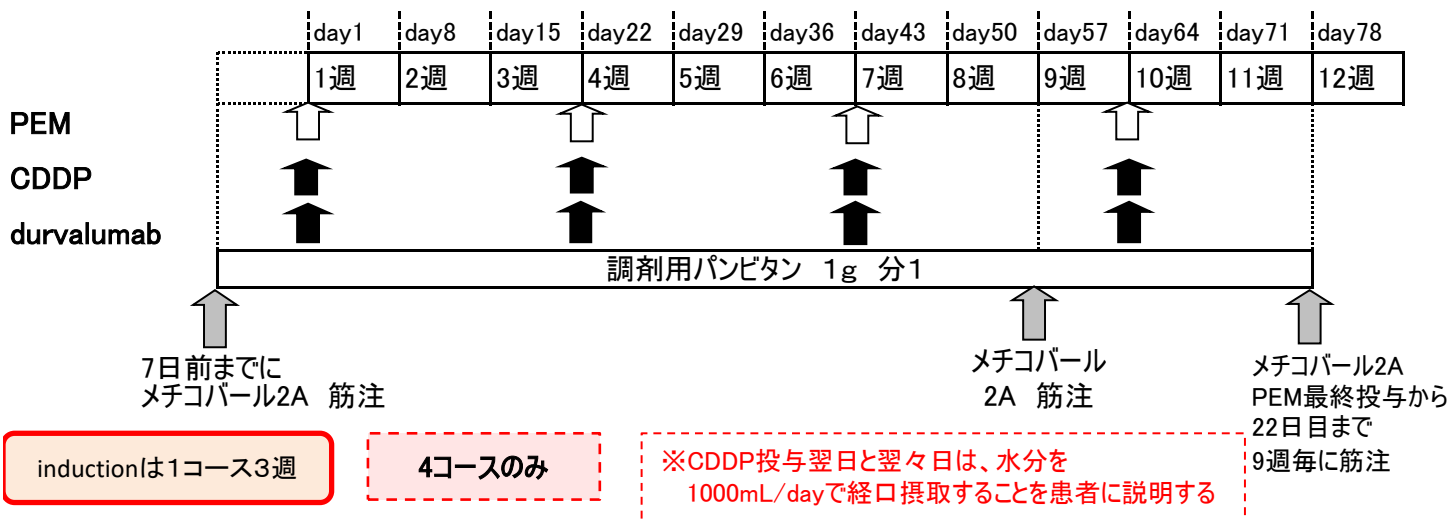 day1 day8 day15 day22 day29 day36 day43 day50 day57 day64 day71 day78
1週 2週 3週 4週 5週 6週 7週 8週 9週 10週 11週 12週
PEM
CDDP
durvalumab
調剤用パンビタン 1g 分1
7日前までに
メチコバール2A 筋注
メチコバール
2A 筋注
メチコバール2A
PEM最終投与から
22日目まで
9週毎に筋注
inductionは1コース3週
4コースのみ
※CDDP投与翌日と翌々日は、水分を
1000mL/dayで経口摂取することを患者に説明する